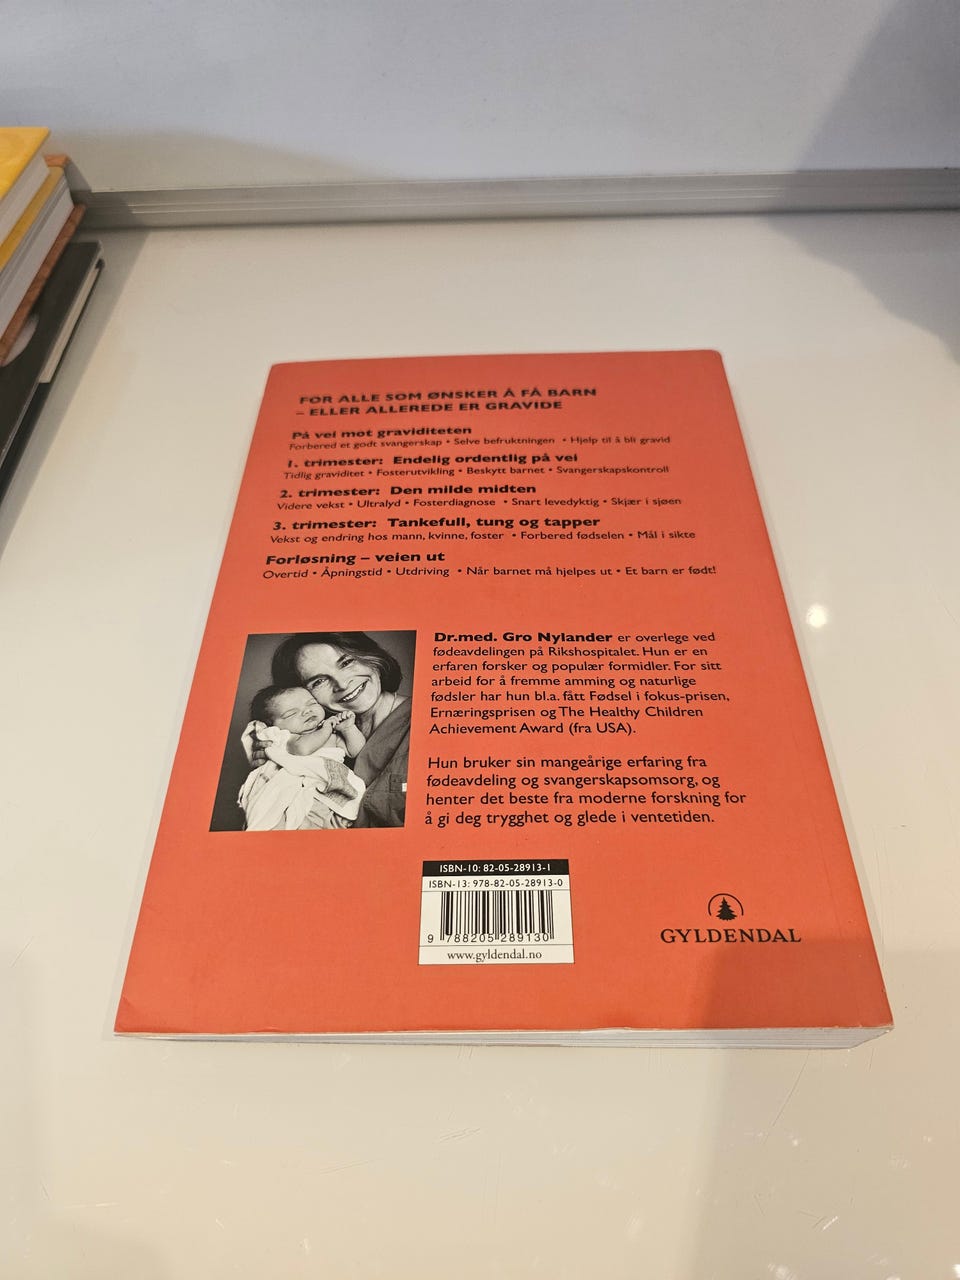 FOR ALLE SOM ØNSKER Å FÅ BARN
– ELLER ALLEREDE ER GRAVIDE
På vei mot graviditeten
Forbered et godt svangerskap • Selve befruktningen • Hjelp til å bli gravid
1. trimester: Endelig ordentlig på vei
Tidlig graviditet • Fosterutvikling • Beskytt barnet • Svangerskapskontroll
2. trimester: Den milde midten
Videre vekst • Ultralyd • Fosterdiagnose • Snart levedyktig • Skjær i sjøen
3. trimester: Tankefull, tung og tapper
Vekst og endring hos mann, kvinne, foster • Forbered fødselen • Mål i sikte
Forløsning – veien ut
Overtid • Åpningstid • Utdriving • Når barnet må hjelpes ut • Et barn er født!
Dr.med. Gro Nylander er overlege ved
fødeavdelingen på Rikshospitalet. Hun er en
erfaren forsker og populær formidler. For sitt
arbeid for å fremme amming og naturlige
fødsler har hun bl.a. fått Fødsel i fokus-prisen,
Ernæringsprisen og The Healthy Children
Achievement Award (fra USA).
Hun bruker sin mangeårige erfaring fra
fødeavdeling og svangerskapsomsorg, og
henter det beste fra moderne forskning for
å gi deg trygghet og glede i ventetiden.
ISBN-10: 82-05-28913-1
ISBN-13: 978-82-05-28913-0
9 788205 289130
www.gyldendal.no
GYLDENDAL